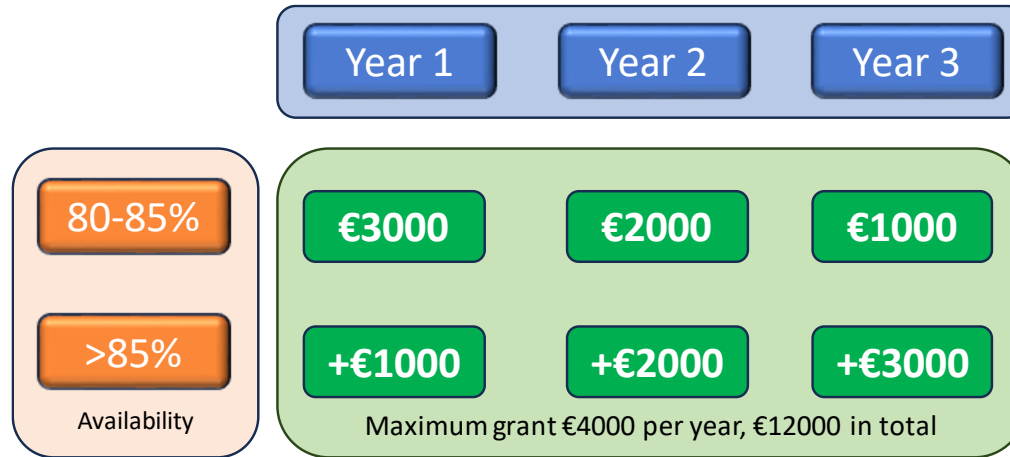 Year 1 Year 2 Year 3
80-85% €3000 €2000 €1000
>85% +€1000 +€2000 +€3000
Availability Maximum grant €4000 per year, €12000 in total